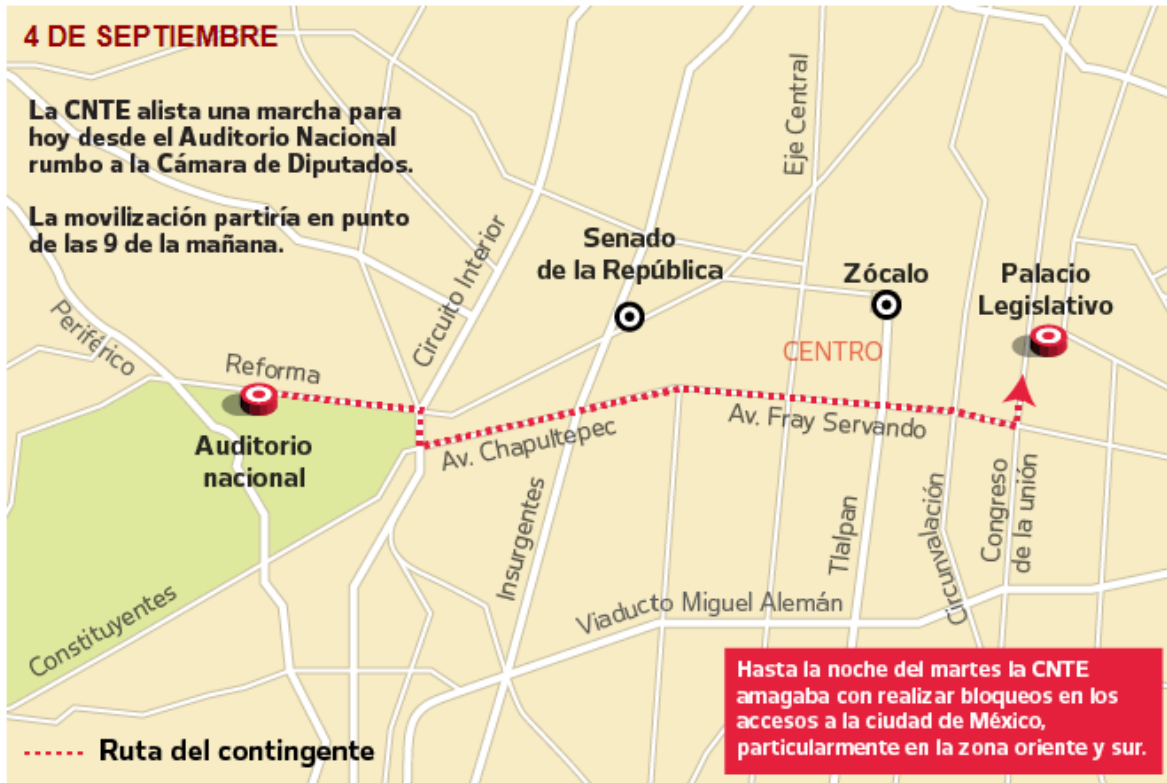 4 DE SEPTIEMBRE
La CNTE alista una marcha para
hoy desde el Auditorio Nacional
rumbo a la Cámara de Diputados.
La movilización partiría en punto
de las 9 de la mañana.
Eje Central
Circuito Interior
Senado
de la República
Zócalo
Palacio
Legislativo
Periférico
Reforma
CENTRO
Auditorio
nacional
Av. Chapultepec
Av. Fray Servando
Insurgentes
Tlalpan
Circunvalación
Congreso
de la unión
Constituyentes
Viaducto Miguel Alemán
Hasta la noche del martes la CNTE
amagaba con realizar bloqueos en los
accesos a la ciudad de México,
particularmente en la zona oriente y sur.
Ruta del contingente